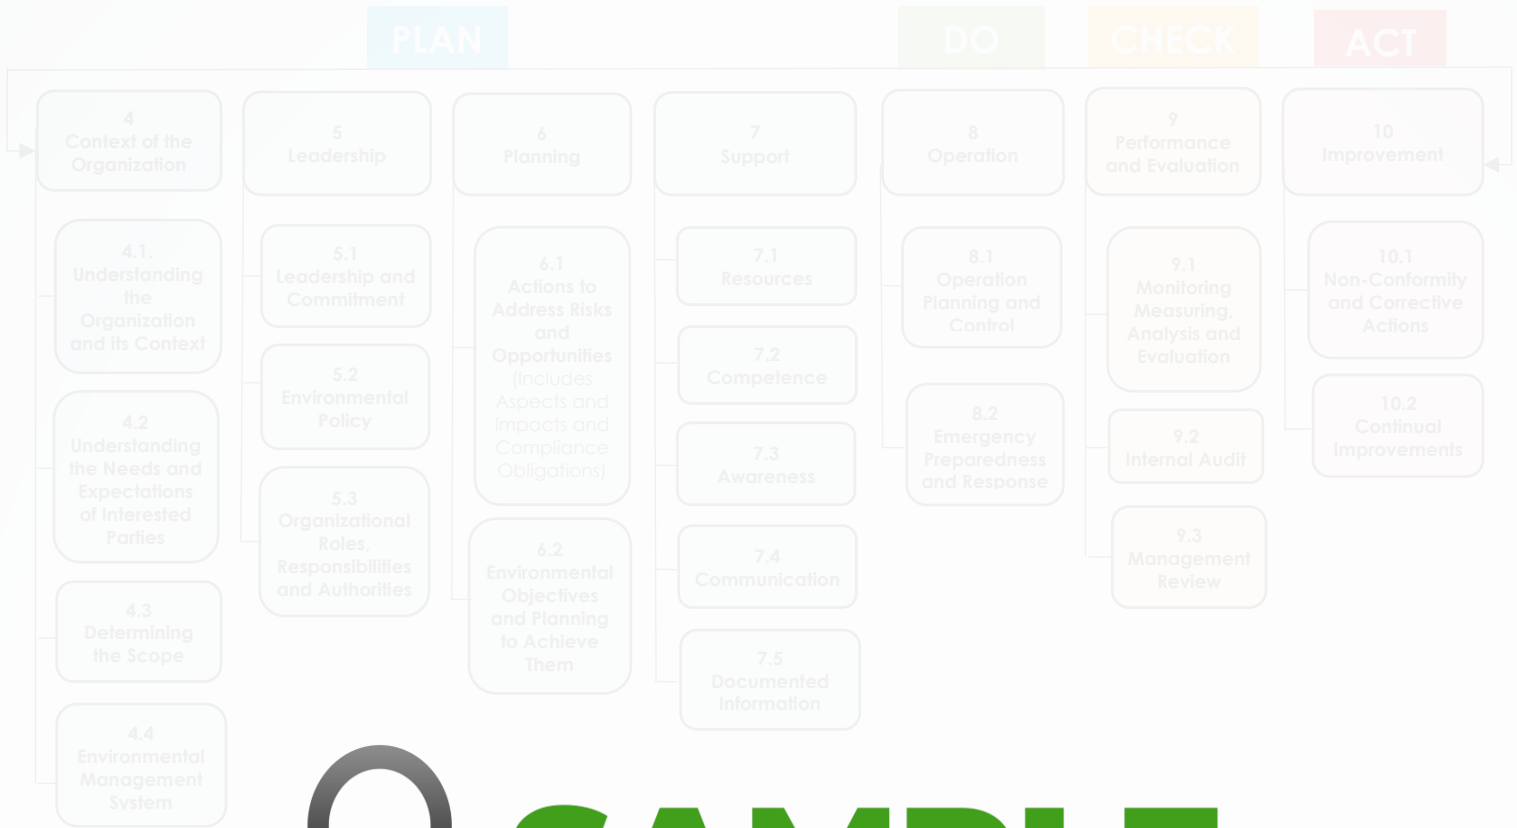 PLAN
DO
CHECK
ACT
4
Context of the
Organization
5
Leadership
6
Planning
7
Support
8
Operation
9
Performance
and Evaluation
10
Improvement
4.1.
Understanding
the
Organization
and its Context
4.2
Understanding
the Needs and
Expectations
of Interested
Parties
4.3
Determining
the Scope
4.4
Environmental
Management
System
5.1
Leadership and
Commitment
5.2
Environmental
Policy
5.3
Organizational
Roles,
Responsibilities
and Authorities
6.1
Actions to
Address Risks
and
Opportunities
(Includes
Aspects and
Impacts and
Compliance
Obligations)
6.2
Environmental
Objectives
and Planning
to Achieve
Them
7.1
Resources
7.2
Competence
7.3
Awareness
7.4
Communication
7.5
Documented
Information
8.1
Operation
Planning and
Control
8.2
Emergency
Preparedness
and Response
9.1
Monitoring
Measuring,
Analysis and
Evaluation
9.2
Internal Audit
9.3
Management
Review
10.1
Non-Conformity
and Corrective
Actions
10.2
Continual
Improvements
SAMPLE